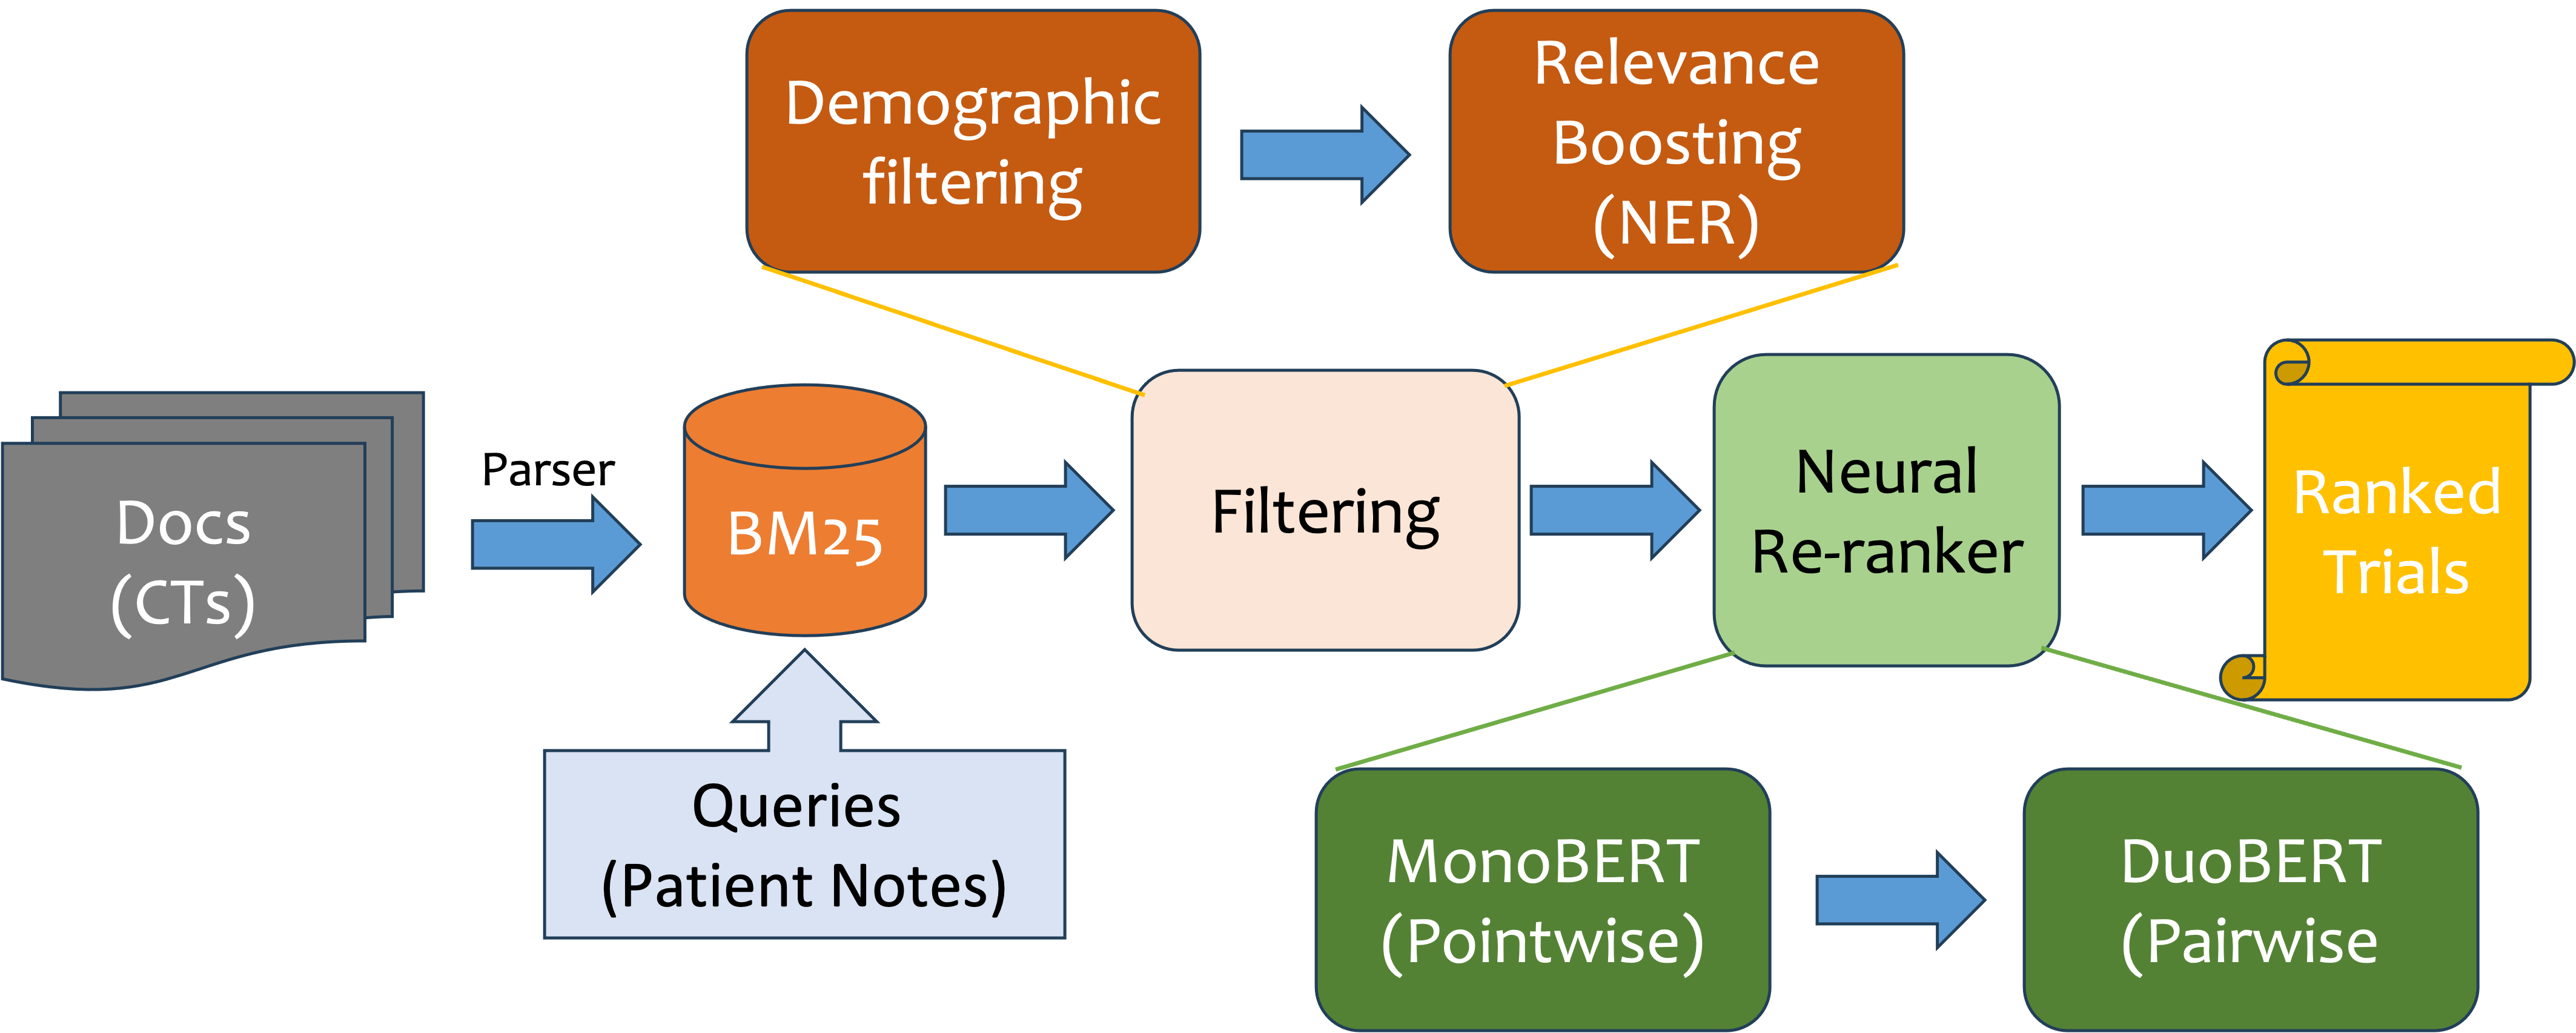 Demographic
filtering
Relevance
Boosting
(NER)
Docs
(CTs)
Parser
BM25
Filtering
Neural
Re-ranker
Ranked
Trials
Queries
(Patient Notes)
MonoBERT
(Pointwise)
DuoBERT
(Pairwise